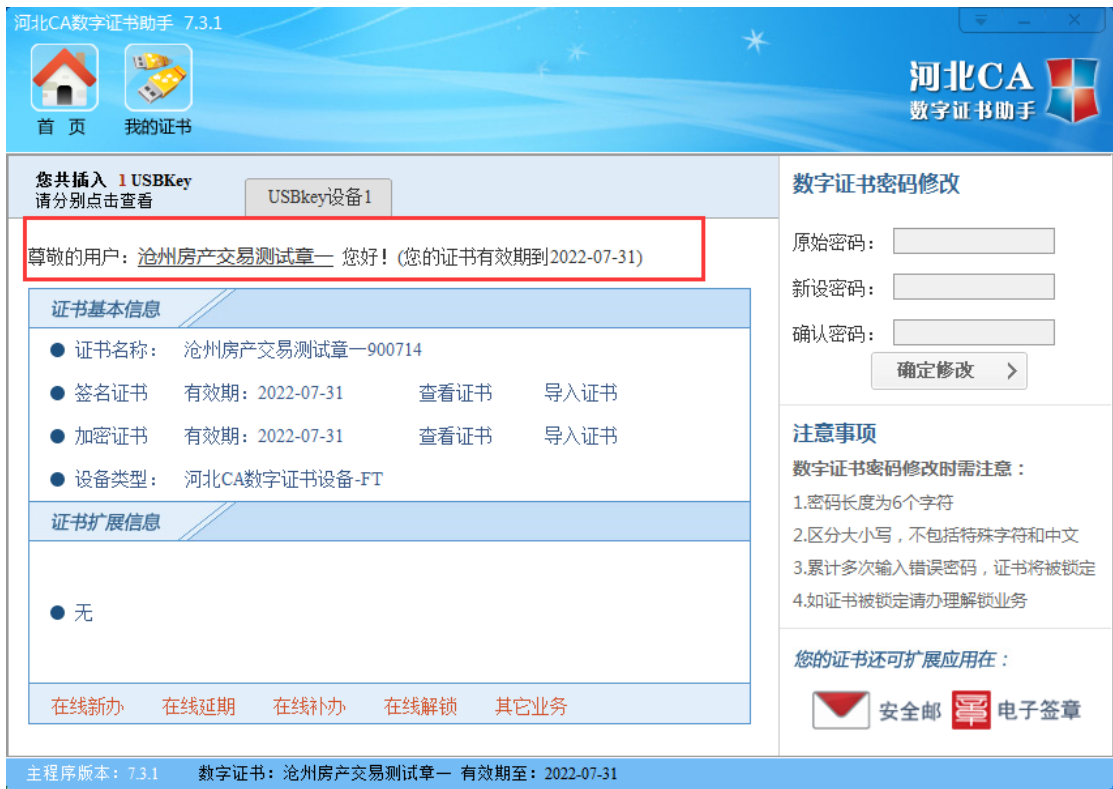 河北CA数字证书助手 7.3.1
首 页
我的证书
河北CA
数字证书助手
您共插入 1 USBKey
请分别点击查看
USBkey设备1
尊敬的用户：沧州房产交易测试章一 您好！(您的证书有效期到2022-07-31)
证书基本信息
证书名称： 沧州房产交易测试章一900714
签名证书 有效期：2022-07-31 查看证书 导入证书
加密证书 有效期：2022-07-31 查看证书 导入证书
设备类型： 河北CA数字证书设备-FT
证书扩展信息
无
在线新办 在线延期 在线补办 在线解锁 其它业务
数字证书密码修改
原始密码：
新设密码：
确认密码：
确定修改
注意事项
数字证书密码修改时需注意：
1.密码长度为6个字符
2.区分大小写，不包括特殊字符和中文
3.累计多次输入错误密码，证书将被锁定
4.如证书被锁定请办理解锁业务
您的证书还可扩展应用在：
安全邮 电子签章
主程序版本：7.3.1 数字证书：沧州房产交易测试章一 有效期至：2022-07-31